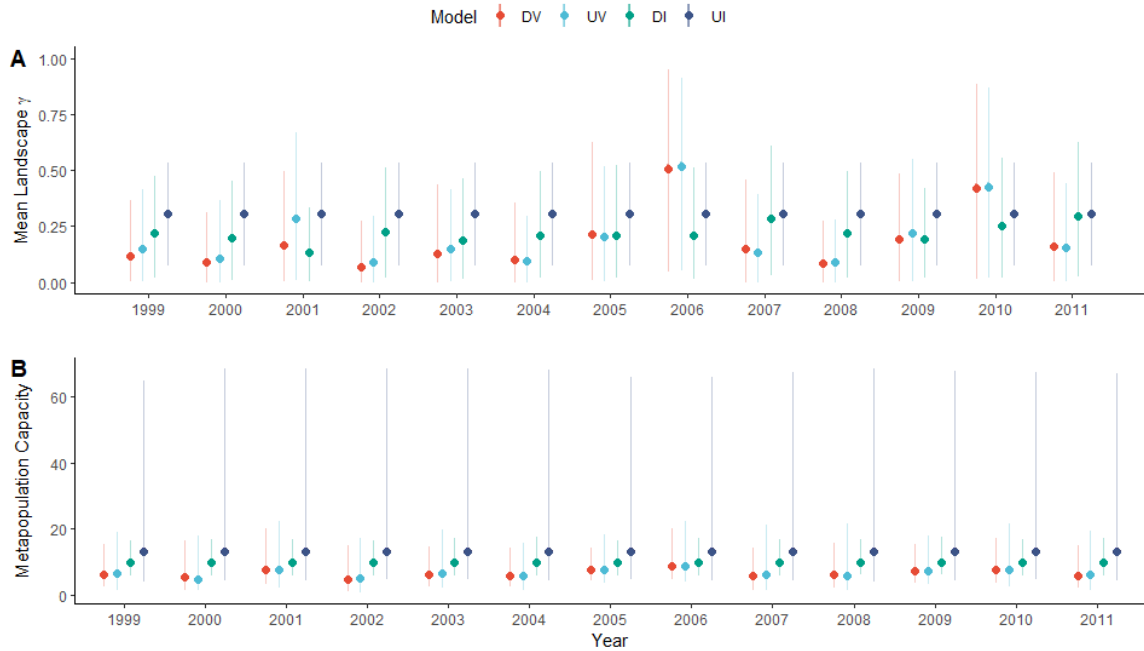 Model DV UV DI UI
A
Mean Landscape γ
1.00
0.75
0.50
0.25
0.00
1999 2000 2001 2002 2003 2004 2005 2006 2007 2008 2009 2010 2011
B
Metapopulation Capacity
60
40
20
0
1999 2000 2001 2002 2003 2004 2005 2006 2007 2008 2009 2010 2011
Year